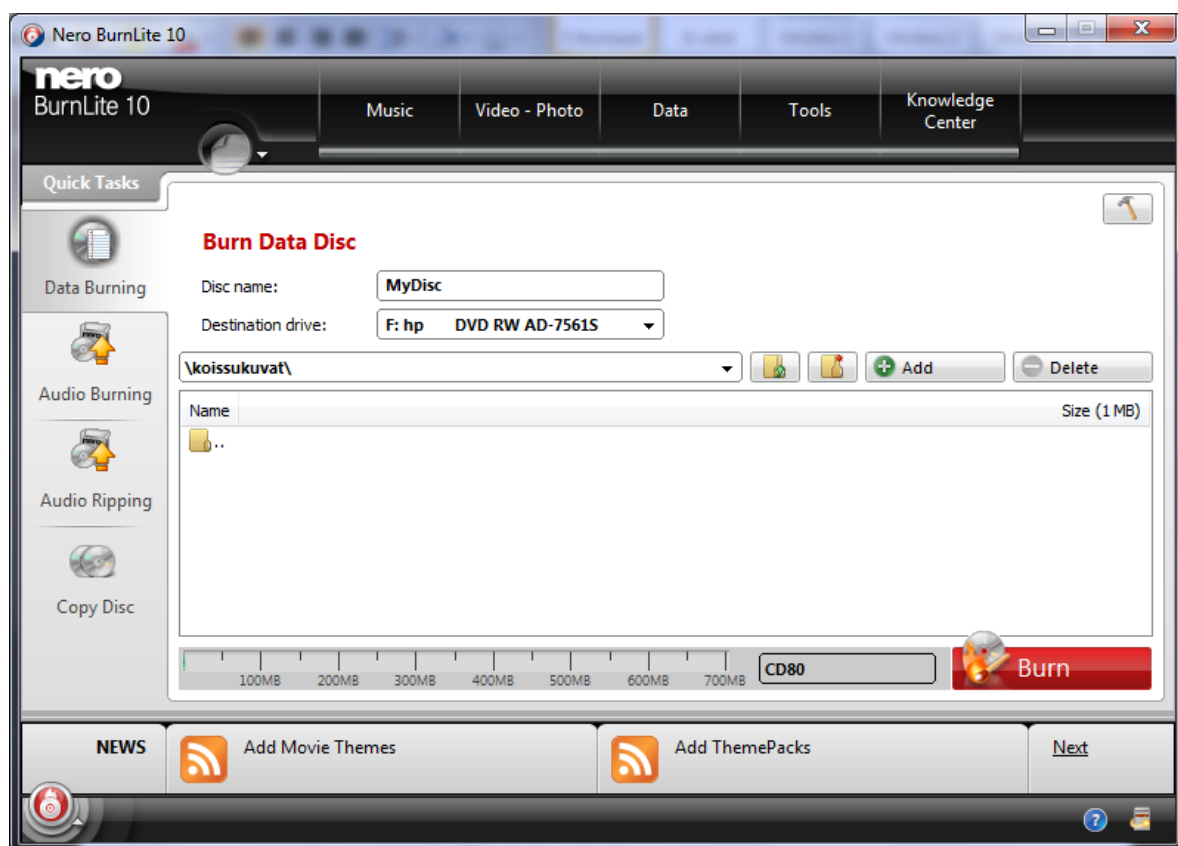 Nero BurnLite 10
nero
BurnLite 10
Music
Video - Photo
Data
Tools
Knowledge
Center
Quick Tasks
Data Burning
Audio Burning
Audio Ripping
Copy Disc
Burn Data Disc
Disc name: MyDisc
Destination drive: F: hp DVD RW AD-7561S
\koissukuvat\
Add
Delete
Name Size (1 MB)
..
100MB 200MB 300MB 400MB 500MB 600MB 700MB
CD80
Burn
NEWS
Add Movie Themes
Add ThemePacks
Next